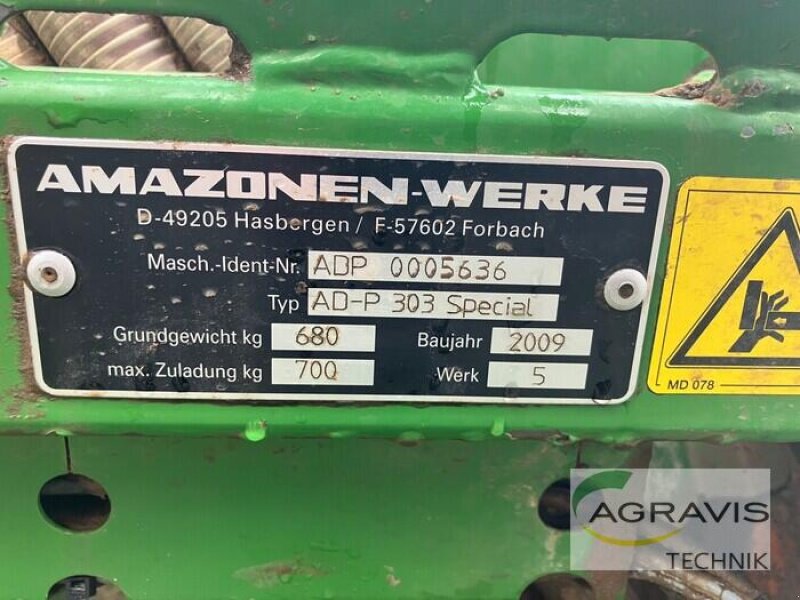 AMAZONEN-WERKE
D-49205 Hasbergen / F-57602 Forbach
Masch.-Ident-Nr. ADP 0005636
Typ AD-P 303 Special
Grundgewicht kg 680 Baujahr 2009
max. Zuladung kg 700 Werk 5
MD 078
AGRAVIS
TECHNIK